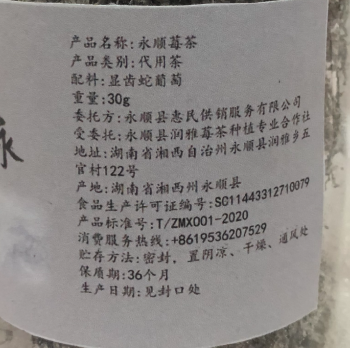 永
产品名称:永顺莓茶
产品类别:代用茶
配料:显齿蛇葡萄
重量:30g
委托方:永顺县惠民供销服务有限公司
受委托:永顺县润雅莓茶种植专业合作社
地址:湖南省湘西自治州永顺县润雅乡五
官村122号
产地:湖南省湘西州永顺县
食品生产许可证编号:SC11443312710079
产品标准号:T/ZMX001-2020
消费服务热线:+8619536207529
贮存方法:密封,置阴凉、干燥、通风处
保质期:36个月
生产日期:见封口处